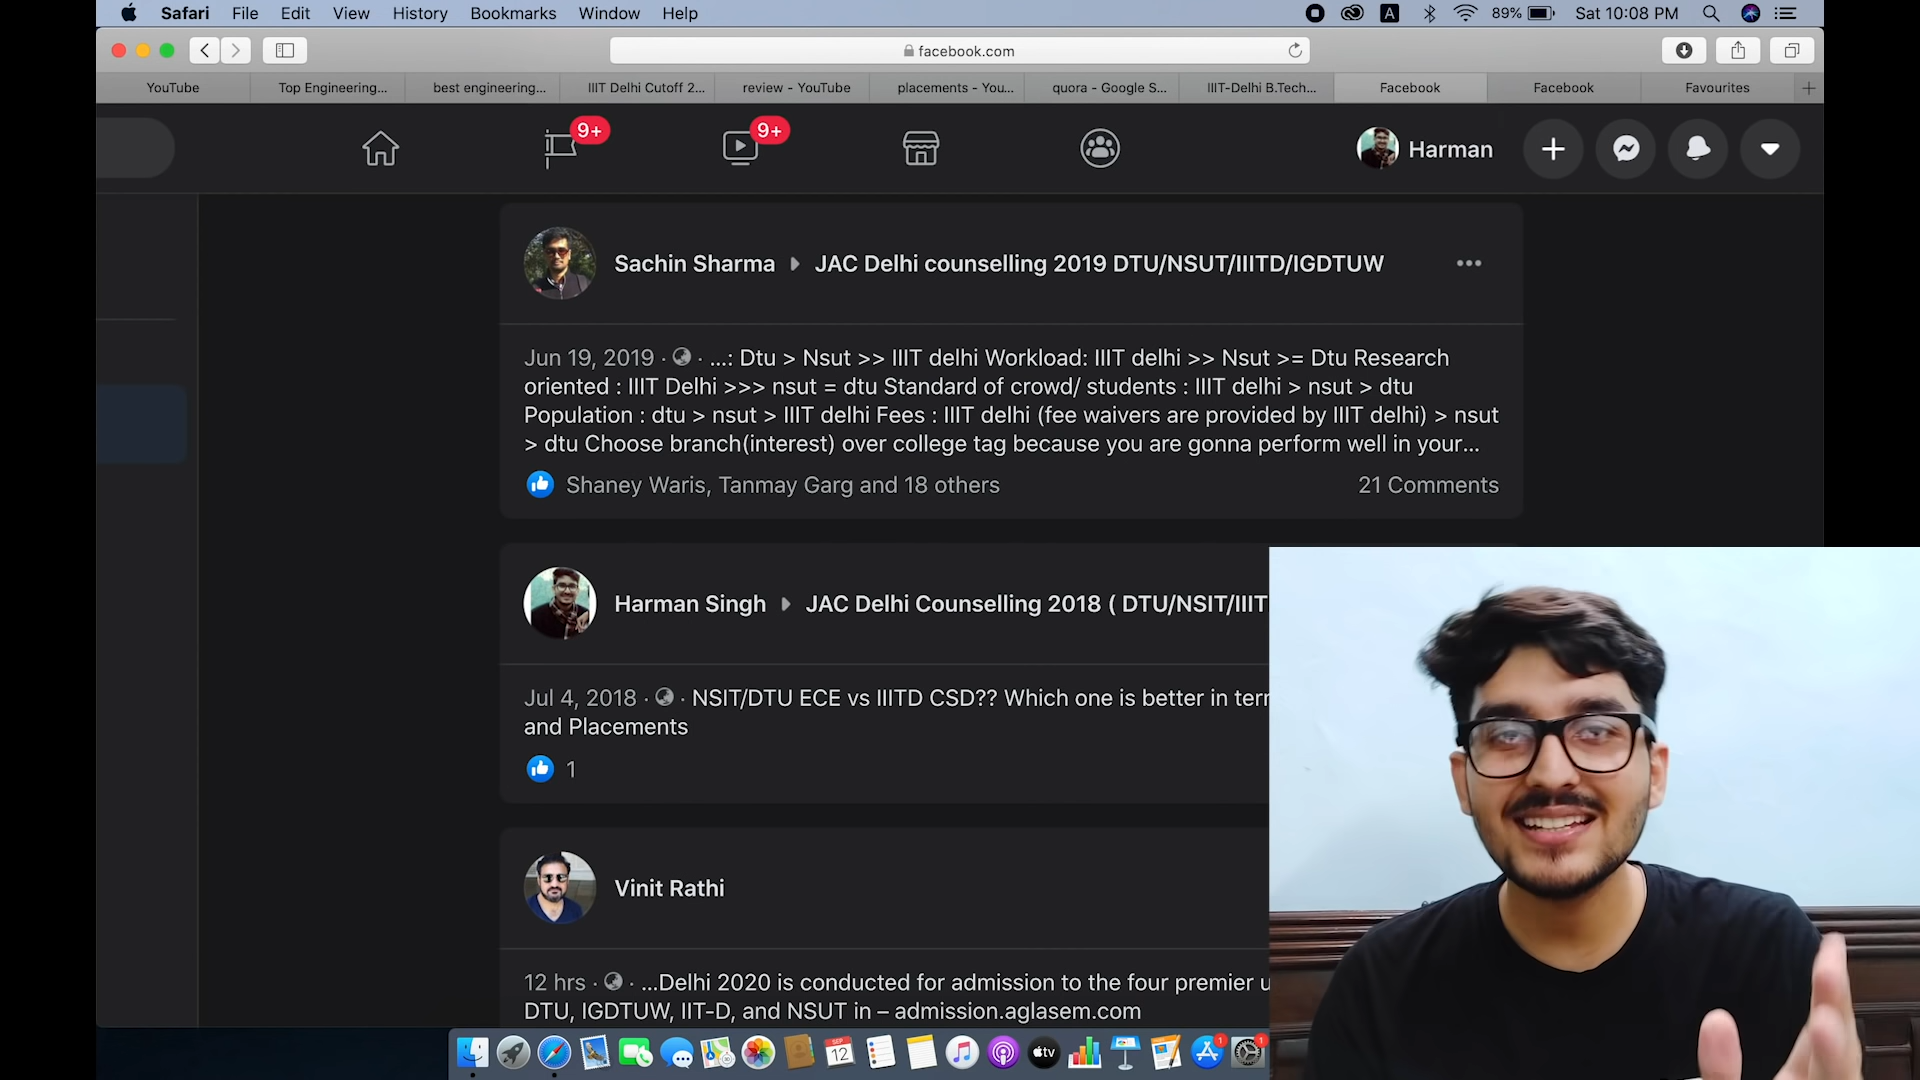 Safari File Edit View History Bookmarks Window Help A 89% Sat 10:08 PM
facebook.com
YouTube Top Engineering... best engineering... IIIT Delhi Cutoff 2... review - YouTube placements - You... quora - Google S... IIIT-Delhi B.Tech... Facebook Facebook Favourites
9+ 9+ Harman
Sachin Sharma JAC Delhi counselling 2019 DTU/NSUT/IIITD/IGDTUW
Jun 19, 2019 · · ...: Dtu > Nsut >> IIIT delhi Workload: IIIT delhi >> Nsut >= Dtu Research
oriented : IIIT Delhi >>> nsut = dtu Standard of crowd/ students : IIIT delhi > nsut > dtu
Population : dtu > nsut > IIIT delhi Fees : IIIT delhi (fee waivers are provided by IIIT delhi) > nsut
> dtu Choose branch(interest) over college tag because you are gonna perform well in your...
Shaney Waris, Tanmay Garg and 18 others 21 Comments
Harman Singh JAC Delhi Counselling 2018 ( DTU/NSIT/IIIT
Jul 4, 2018 · · NSIT/DTU ECE vs IIITD CSD?? Which one is better in ter
and Placements
1
Vinit Rathi
12 hrs · · ...Delhi 2020 is conducted for admission to the four premier u
DTU, IGDTUW, IIT-D, and NSUT in – admission.aglasem.com
SEP 12 tv 1 1